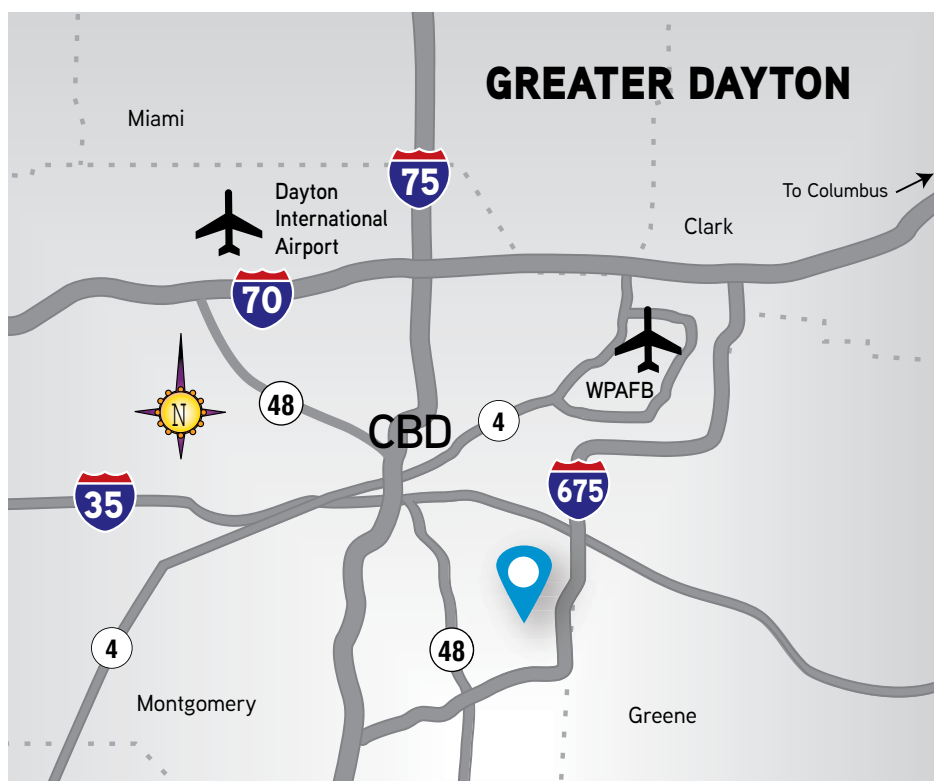 GREATER DAYTON
Miami
75
Dayton
International
Airport
To Columbus
Clark
70
WPAFB
48
CBD
4
N
35
675
4
48
Montgomery
Greene